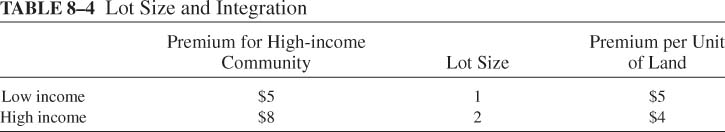 TABLE 8–4 Lot Size and Integration
Premium for High-income Community Lot Size Premium per Unit of Land
Low income $5 1 $5
High income $8 2 $4